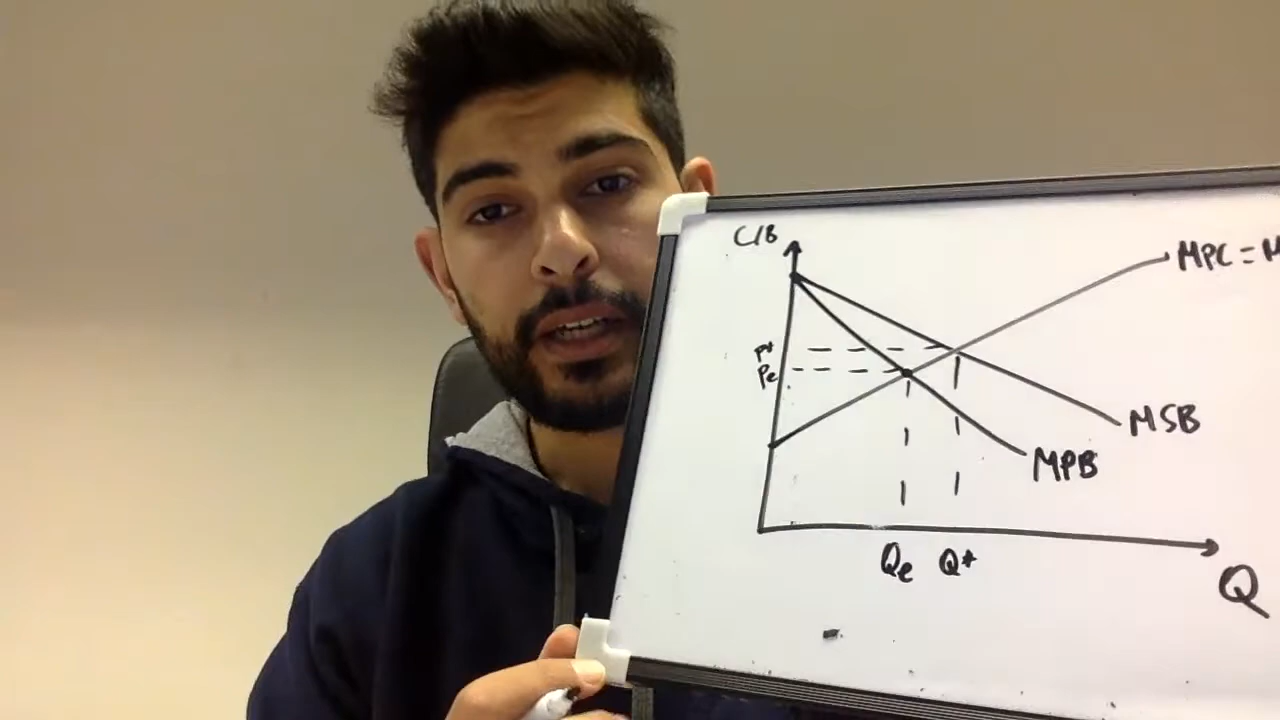 C/B
MPC = M
P*
Pe
MSB
MPB
Qe Q*
Q